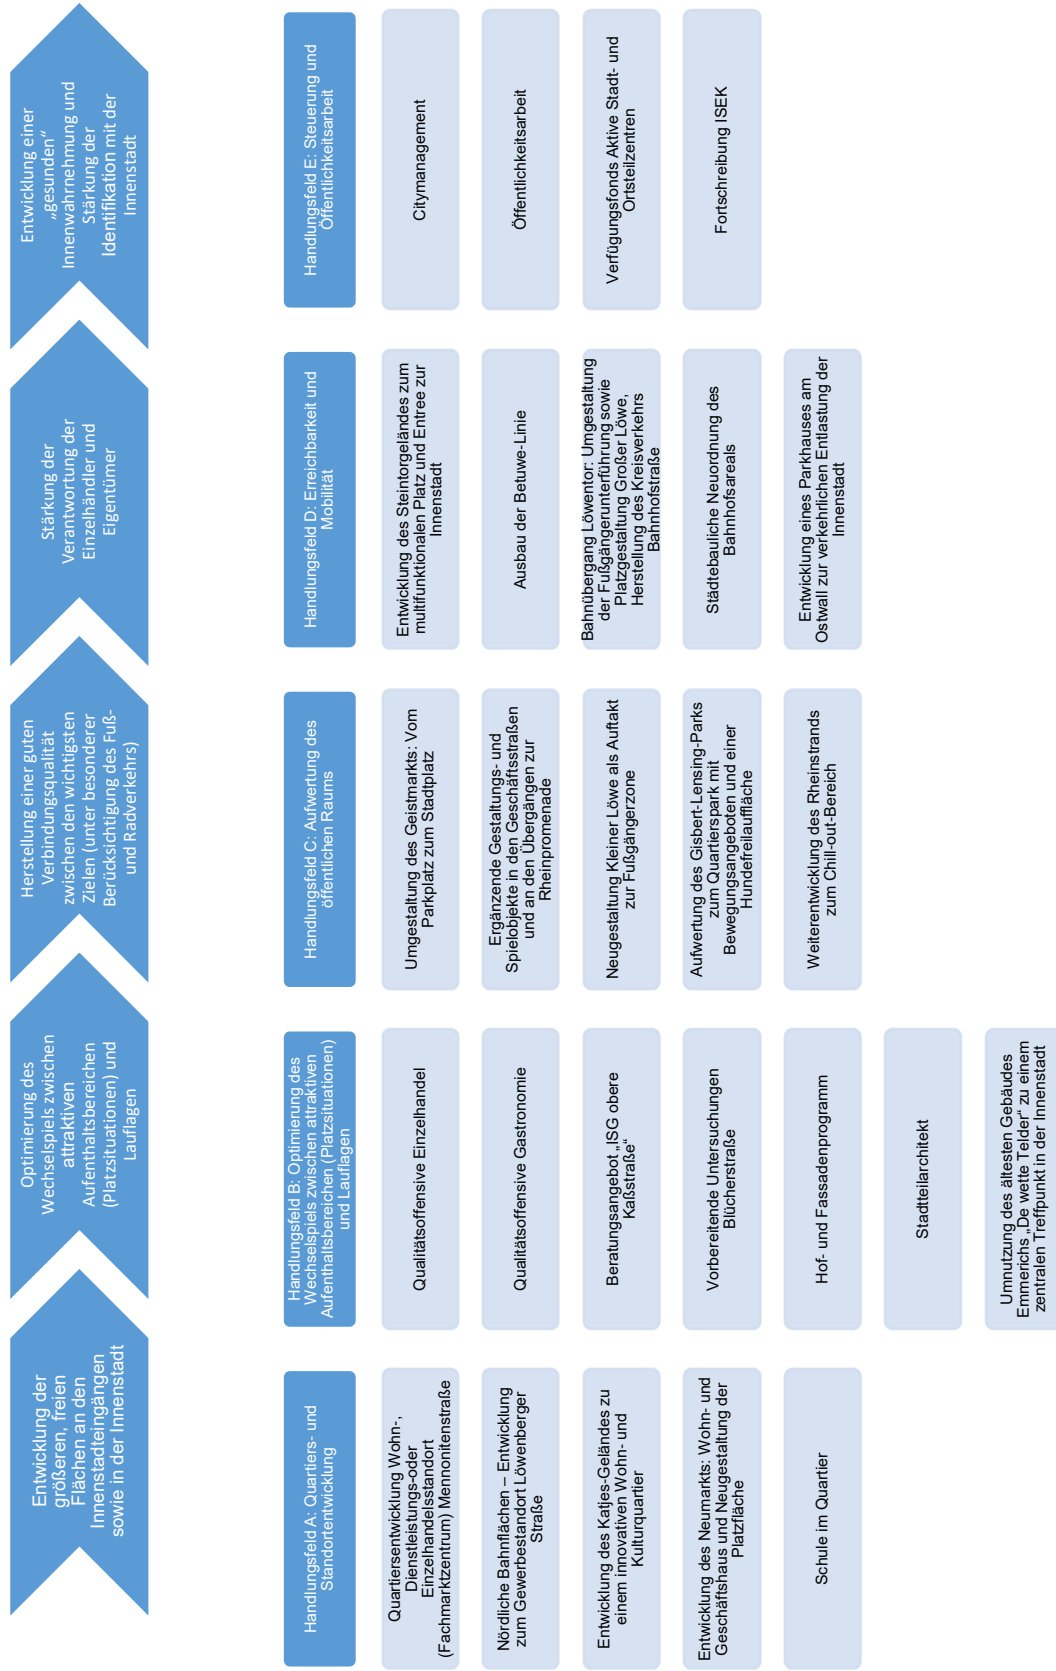 Entwicklung der
größeren, freien
Flächen an den
Innenstadteingängen
sowie in der Innenstadt
Optimierung des
Wechselspiels zwischen
attraktiven
Aufenthaltsbereichen
(Platzsituationen) und
Lauflagen
Herstellung einer guten
Verbindungsqualität
zwischen den wichtigsten
Zielen (unter besonderer
Berücksichtigung des Fuß-
und Radverkehrs)
Stärkung der
Verantwortung der
Einzelhändler und
Eigentümer
Entwicklung einer
„gesunden“
Innenwahrnehmung und
Stärkung der
Identifikation mit der
Innenstadt
Handlungsfeld A: Quartiers- und
Standortentwicklung
Quartiersentwicklung Wohn-,
Dienstleistungs-oder
Einzelhandelsstandort
(Fachmarktzentrum) Mennonitenstraße
Nördliche Bahnflächen – Entwicklung
zum Gewerbestandort Löwenberger
Straße
Entwicklung des Katjes-Geländes zu
einem innovativen Wohn- und
Kulturquartier
Entwicklung des Neumarkts: Wohn- und
Geschäftshaus und Neugestaltung der
Platzfläche
Schule im Quartier
Handlungsfeld B: Optimierung des
Wechselspiels zwischen attraktiven
Aufenthaltsbereichen (Platzsituationen)
und Lauflagen
Qualitätsoffensive Einzelhandel
Qualitätsoffensive Gastronomie
Beratungsangebot „ISG obere
Kaßstraße“
Vorbereitende Untersuchungen
Blücherstraße
Hof- und Fassadenprogramm
Stadtteilarchitekt
Umnutzung des ältesten Gebäudes
Emmerichs „De wette Telder“ zu einem
zentralen Treffpunkt in der Innenstadt
Handlungsfeld C: Aufwertung des
öffentlichen Raums
Umgestaltung des Geistmarkts: Vom
Parkplatz zum Stadtplatz
Ergänzende Gestaltungs- und
Spielobjekte in den Geschäftsstraßen
und an den Übergängen zur
Rheinpromenade
Neugestaltung Kleiner Löwe als Auftakt
zur Fußgängerzone
Aufwertung des Gisbert-Lensing-Parks
zum Quartierspark mit
Bewegungsangeboten und einer
Hundefreilauffläche
Weiterentwicklung des Rheinstrands
zum Chill-out-Bereich
Handlungsfeld D: Erreichbarkeit und
Mobilität
Entwicklung des Steintorgeländes zum
multifunktionalen Platz und Entree zur
Innenstadt
Ausbau der Betuwe-Linie
Bahnübergang Löwentor: Umgestaltung
der Fußgängerunterführung sowie
Platzgestaltung Großer Löwe,
Herstellung des Kreisverkehrs
Bahnhofstraße
Städtebauliche Neuordnung des
Bahnhofsareals
Entwicklung eines Parkhauses am
Ostwall zur verkehrlichen Entlastung der
Innenstadt
Handlungsfeld E: Steuerung und
Öffentlichkeitsarbeit
Citymanagement
Öffentlichkeitsarbeit
Verfügungsfonds Aktive Stadt- und
Ortsteilzentren
Fortschreibung ISEK